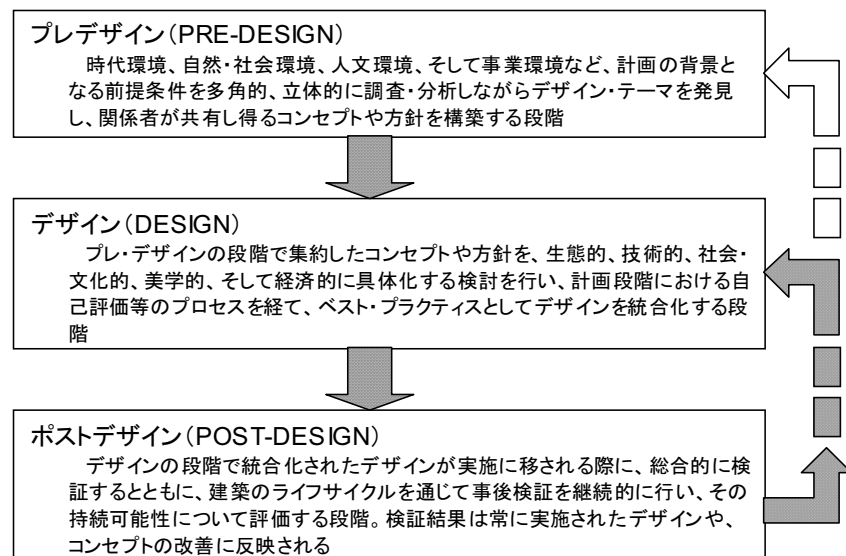 プレデザイン（PRE-DESIGN）
時代環境、自然・社会環境、人文環境、そして事業環境など、計画の背景と
なる前提条件を多角的、立体的に調査・分析しながらデザイン・テーマを発見
し、関係者が共有し得るコンセプトや方針を構築する段階
デザイン（DESIGN）
プレ・デザインの段階で集約したコンセプトや方針を、生態的、技術的、社会・
文化的、美学的、そして経済的に具体化する検討を行い、計画段階における自
己評価等のプロセスを経て、ベスト・プラクティスとしてデザインを統合化する段
階
ポストデザイン（POST-DESIGN）
デザインの段階で統合化されたデザインが実施に移される際に、総合的に検
証するとともに、建築のライフサイクルを通じて事後検証を継続的に行い、その
持続可能性について評価する段階。検証結果は常に実施されたデザインや、
コンセプトの改善に反映される